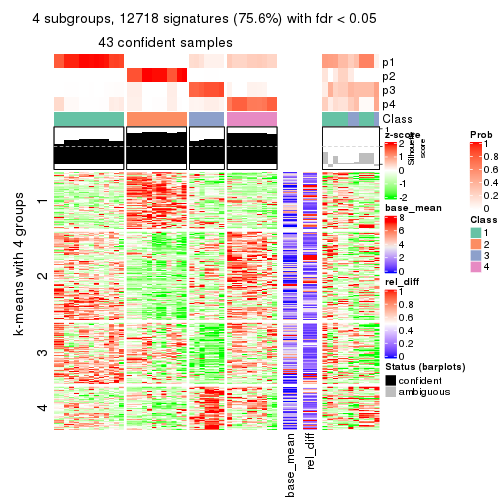 4 subgroups, 12718 signatures (75.6%) with fdr < 0.05
43 confident samples
p1
p2
p3
p4
Class
1
Silhouette
score
k-means with 4 groups
1
2
3
4
base_mean
rel_diff
z-score
2
1
0
-1
-2
base_mean
8
6
4
2
0
rel_diff
1
0.8
0.6
0.4
0.2
0
Status (barplots)
confident
ambiguous
Prob
1
0.8
0.6
0.4
0.2
0
Class
1
2
3
4